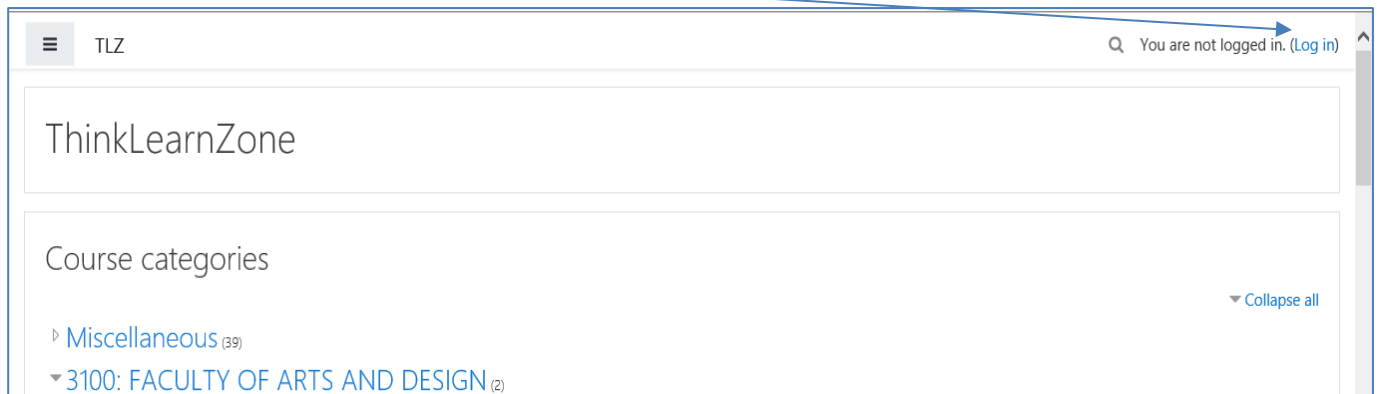 TLZ You are not logged in. (Log in)
ThinkLearnZone
Course categories
Collapse all
Miscellaneous (39)
3100: FACULTY OF ARTS AND DESIGN (2)